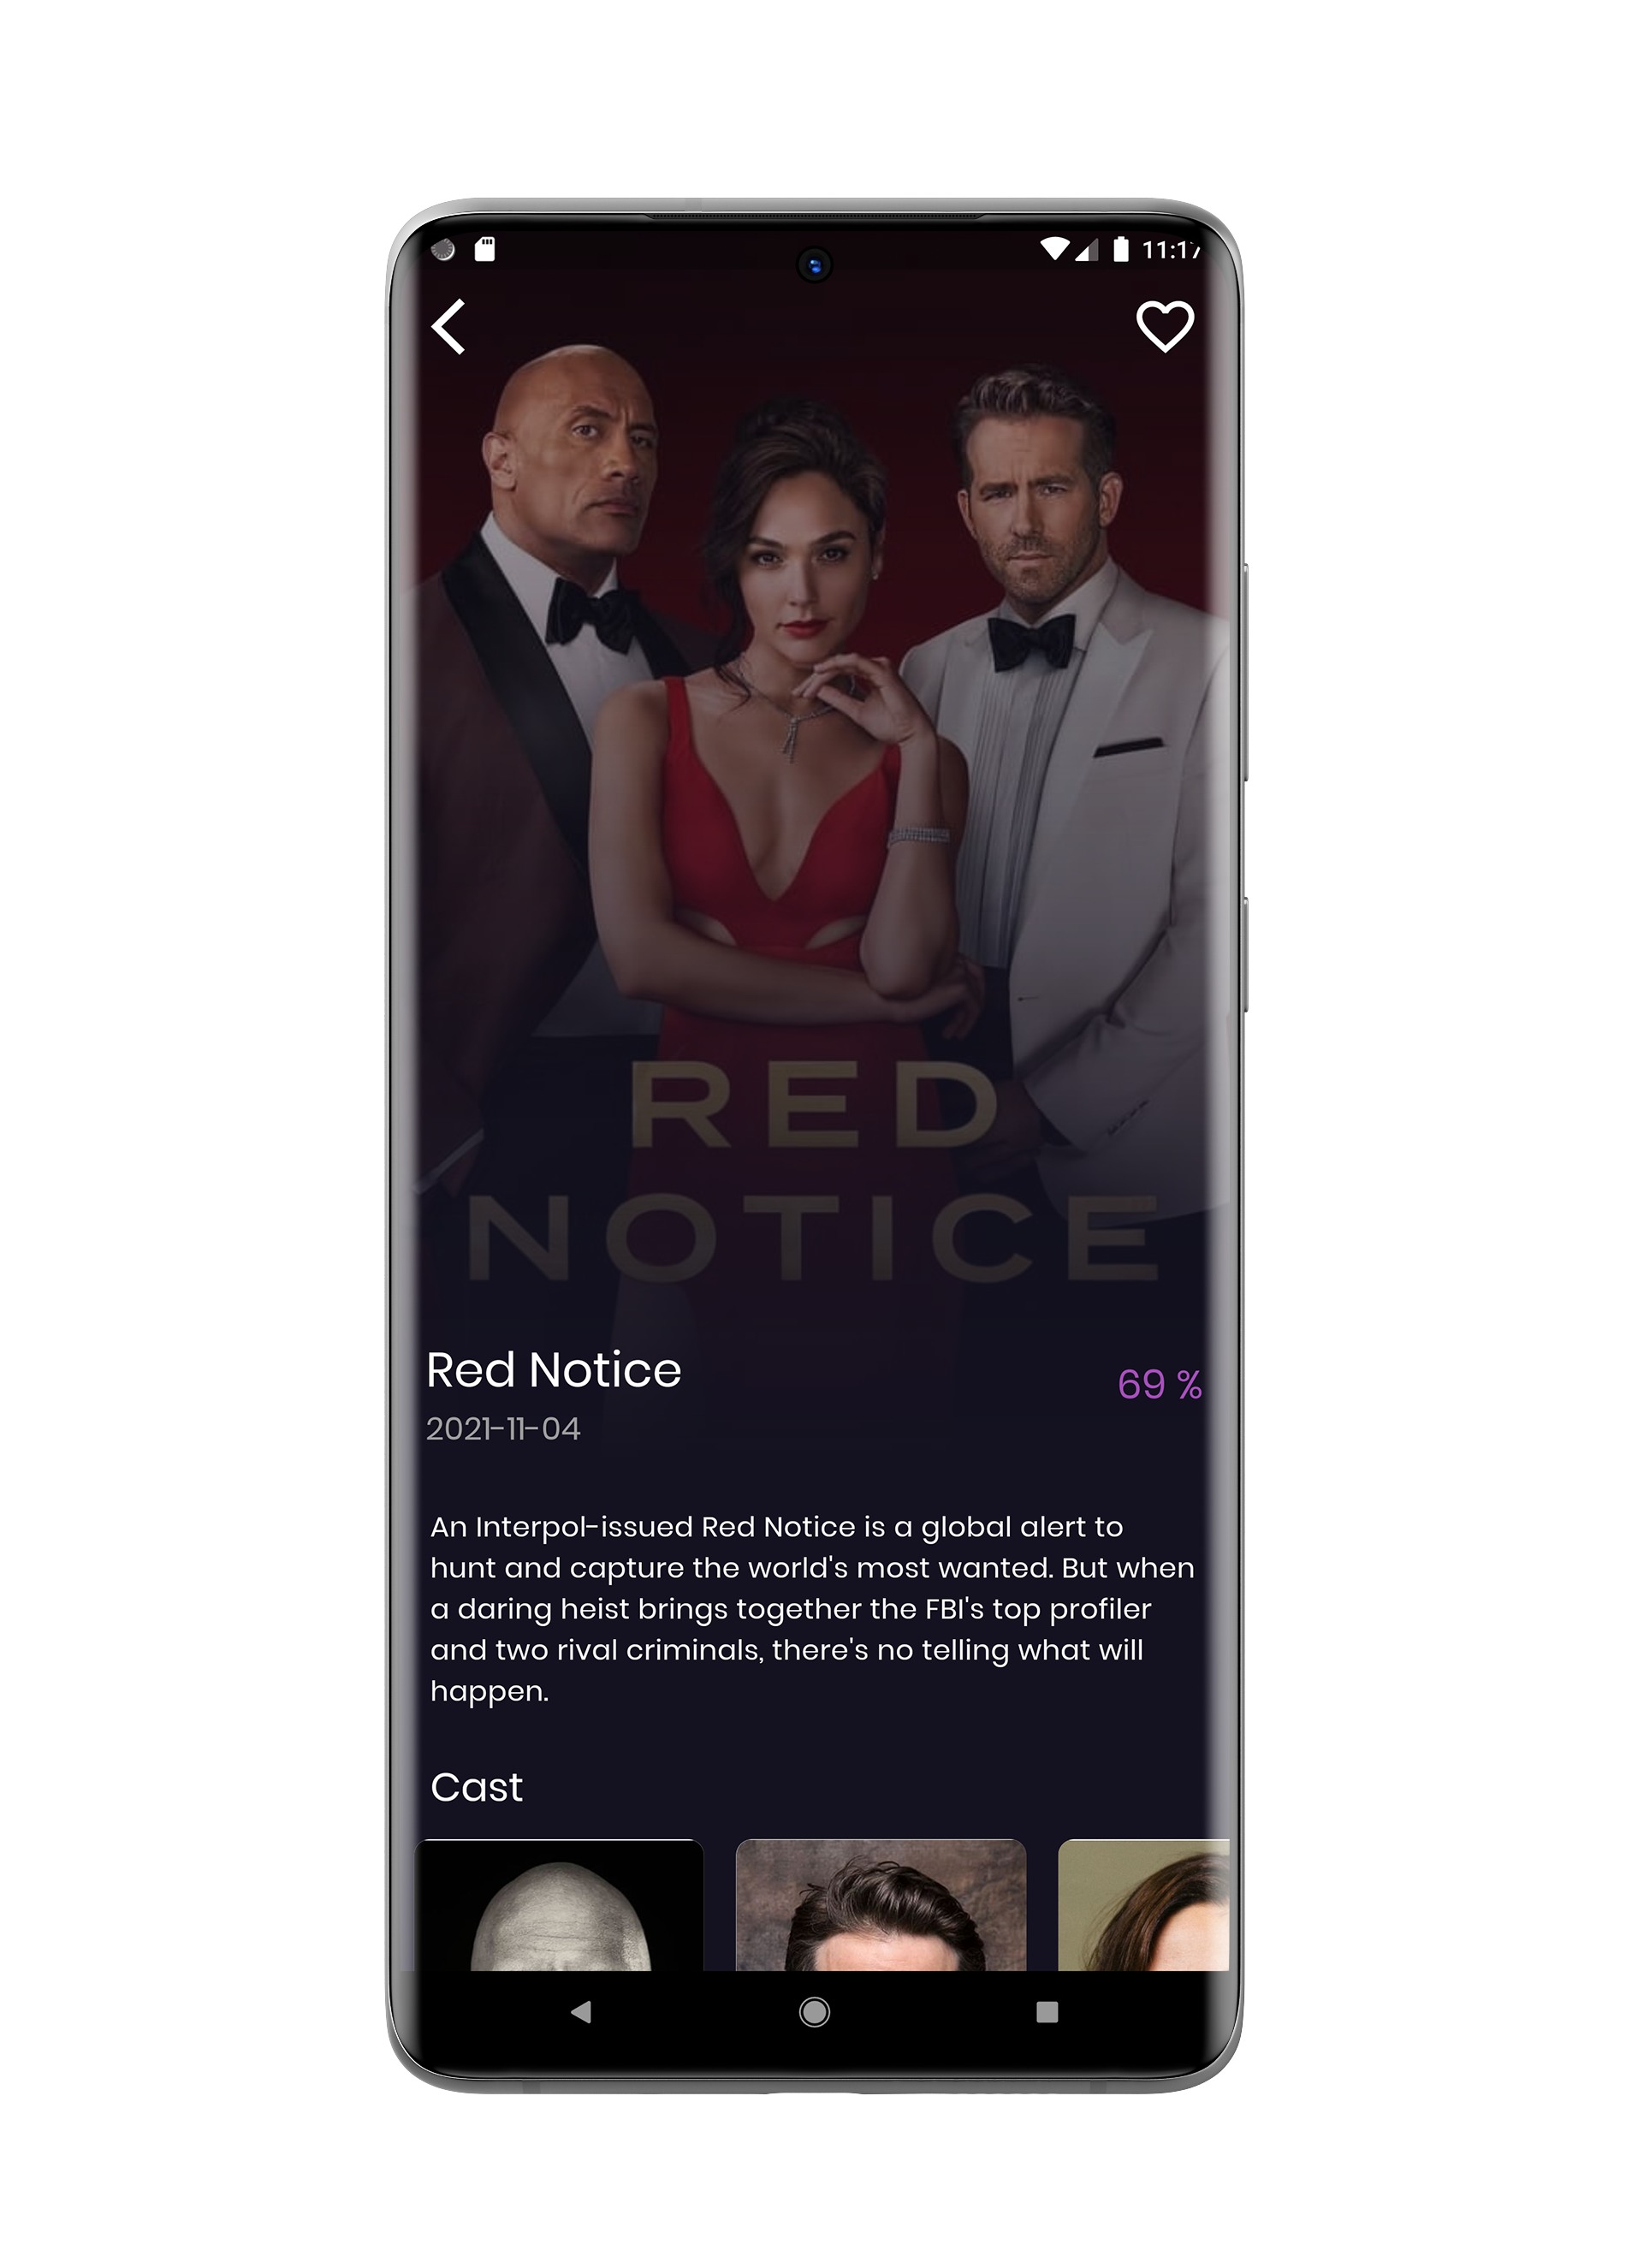 11:17
RED
NOTICE
Red Notice
69 %
2021-11-04
An Interpol-issued Red Notice is a global alert to
hunt and capture the world's most wanted. But when
a daring heist brings together the FBI's top profiler
and two rival criminals, there's no telling what will
happen.
Cast